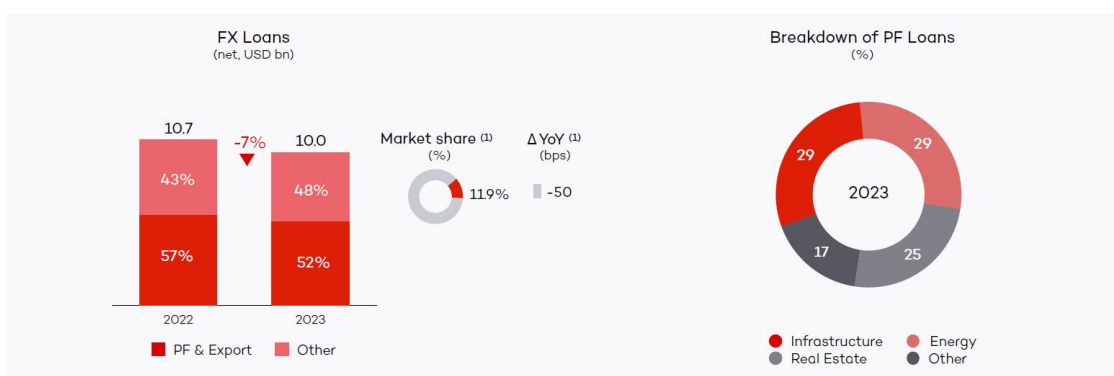 FX Loans
(net, USD bn)
10.7
-7%
10.0
43%
48%
57%
52%
2022
2023
PF & Export
Other
Market share (1)
(%)
11.9%
Δ YoY (1)
(bps)
-50
Breakdown of PF Loans
(%)
29
29
2023
17
25
Infrastructure
Energy
Real Estate
Other